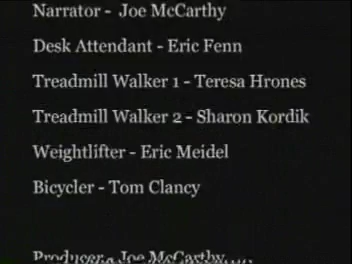 Narrator - Joe McCarthy
Desk Attendant - Eric Fenn
Treadmill Walker 1 - Teresa Hrones
Treadmill Walker 2 - Sharon Kordik
Weightlifter - Eric Meidel
Bicycler - Tom Clancy
Producer - Joe McCarthy